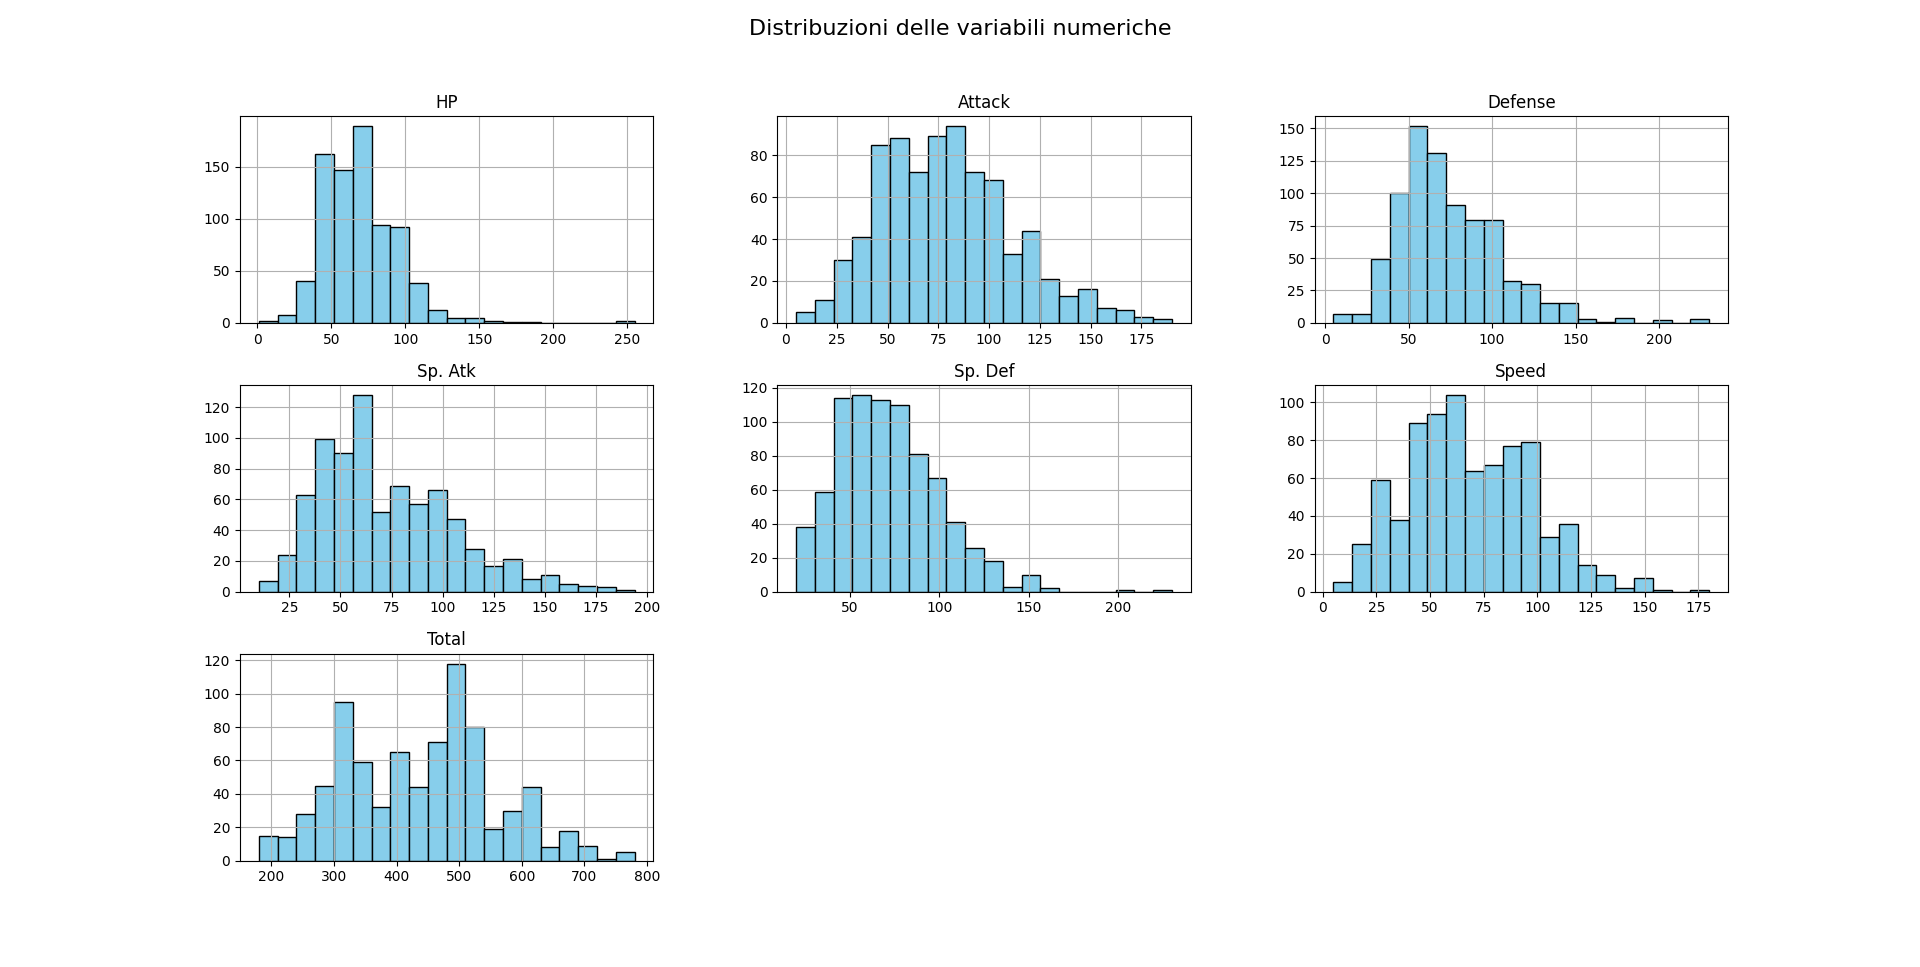 Distribuzioni delle variabili numeriche
HP
150
100
50
0
0 50 100 150 200 250
Attack
80
60
40
20
0
0 25 50 75 100 125 150 175
Defense
150
125
100
75
50
25
0
0 50 100 150 200
Sp. Atk
120
100
80
60
40
20
0
25 50 75 100 125 150 175 200
Sp. Def
120
100
80
60
40
20
0
50 100 150 200
Speed
100
80
60
40
20
0
0 25 50 75 100 125 150 175
Total
120
100
80
60
40
20
0
200 300 400 500 600 700 800